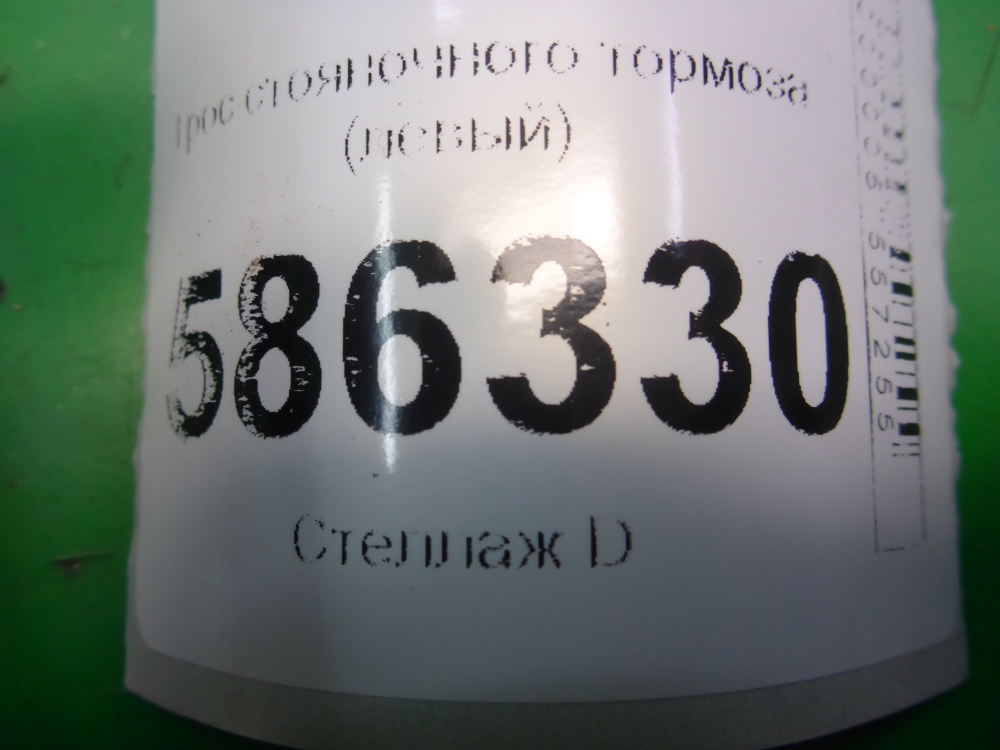 трос стояночного тормоза
(левый)
586330
Стеллаж D